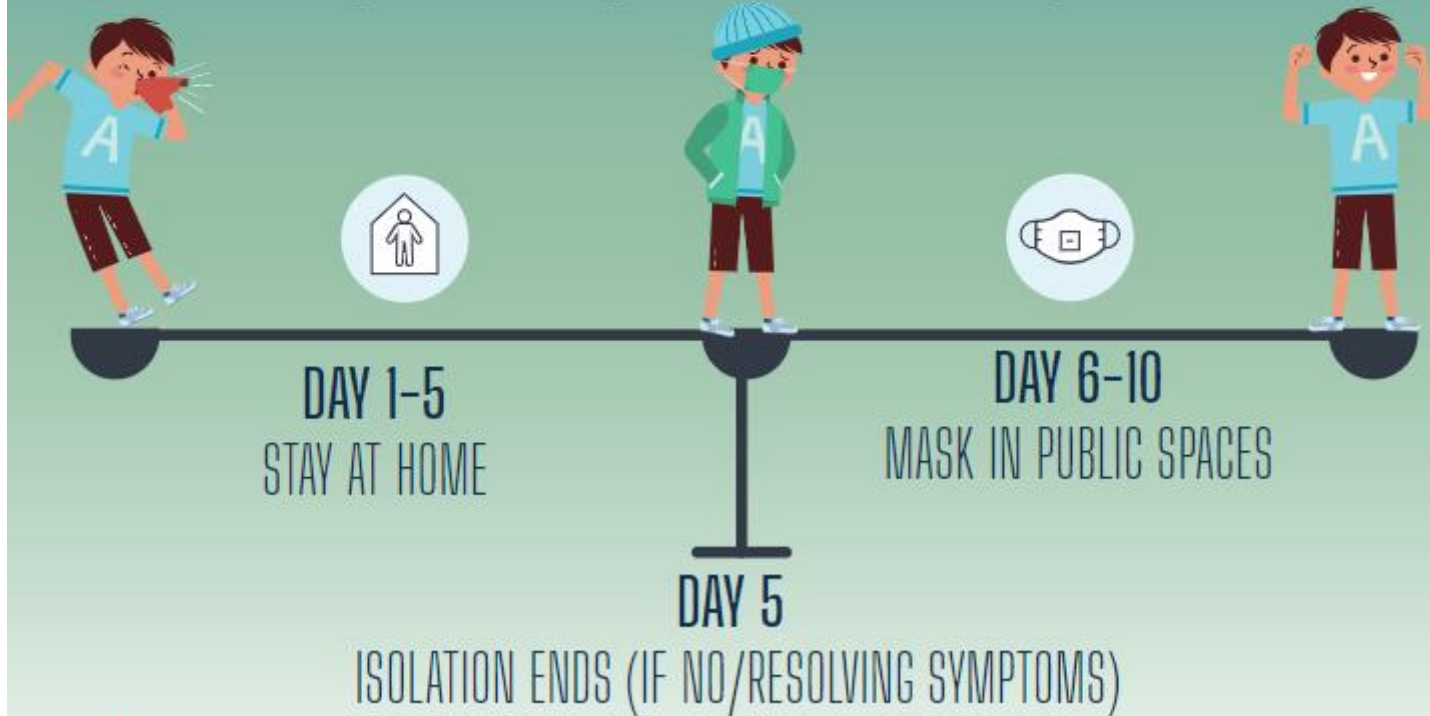 A
A
A
DAY 1-5
STAY AT HOME
DAY 6-10
MASK IN PUBLIC SPACES
DAY 5
ISOLATION ENDS (IF NO/RESOLVING SYMPTOMS)